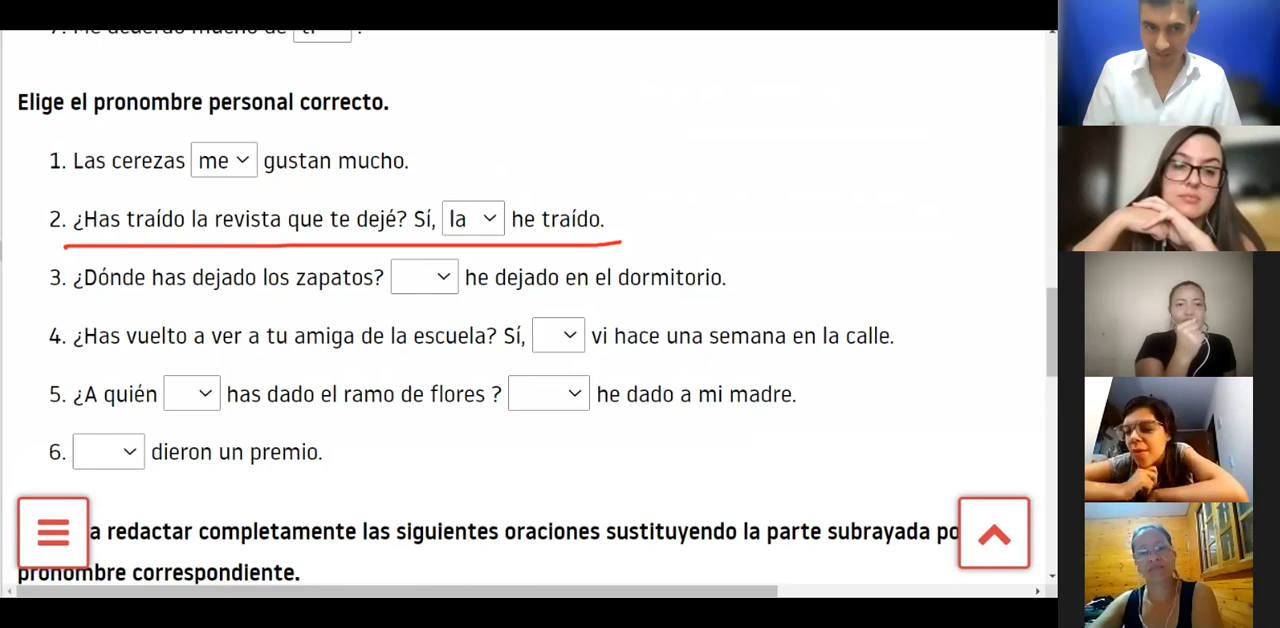 Elige el pronombre personal correcto.
1. Las cerezas me gustan mucho.
2. ¿Has traído la revista que te dejé? Sí, la he traído.
3. ¿Dónde has dejado los zapatos? he dejado en el dormitorio.
4. ¿Has vuelto a ver a tu amiga de la escuela? Sí, vi hace una semana en la calle.
5. ¿A quién has dado el ramo de flores ? he dado a mi madre.
6. dieron un premio.
a redactar completamente las siguientes oraciones sustituyendo la parte subrayada po
pronombre correspondiente.